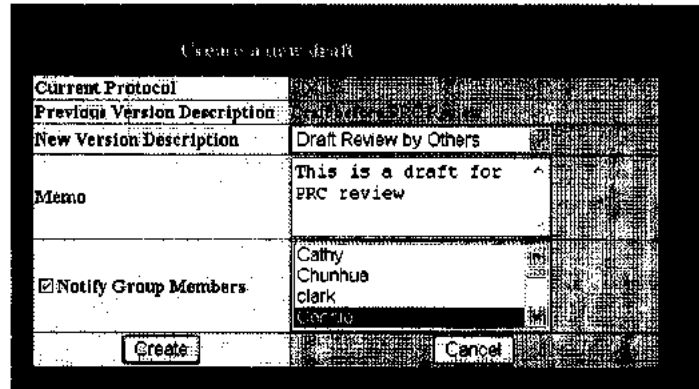 Create a new draft
Current Protocol
Previous Version Description
New Version Description Draft Review by Others
Memo This is a draft for
PRC review
Notify Group Members Cathy
Chunhua
clark
Connie
Create Cancel